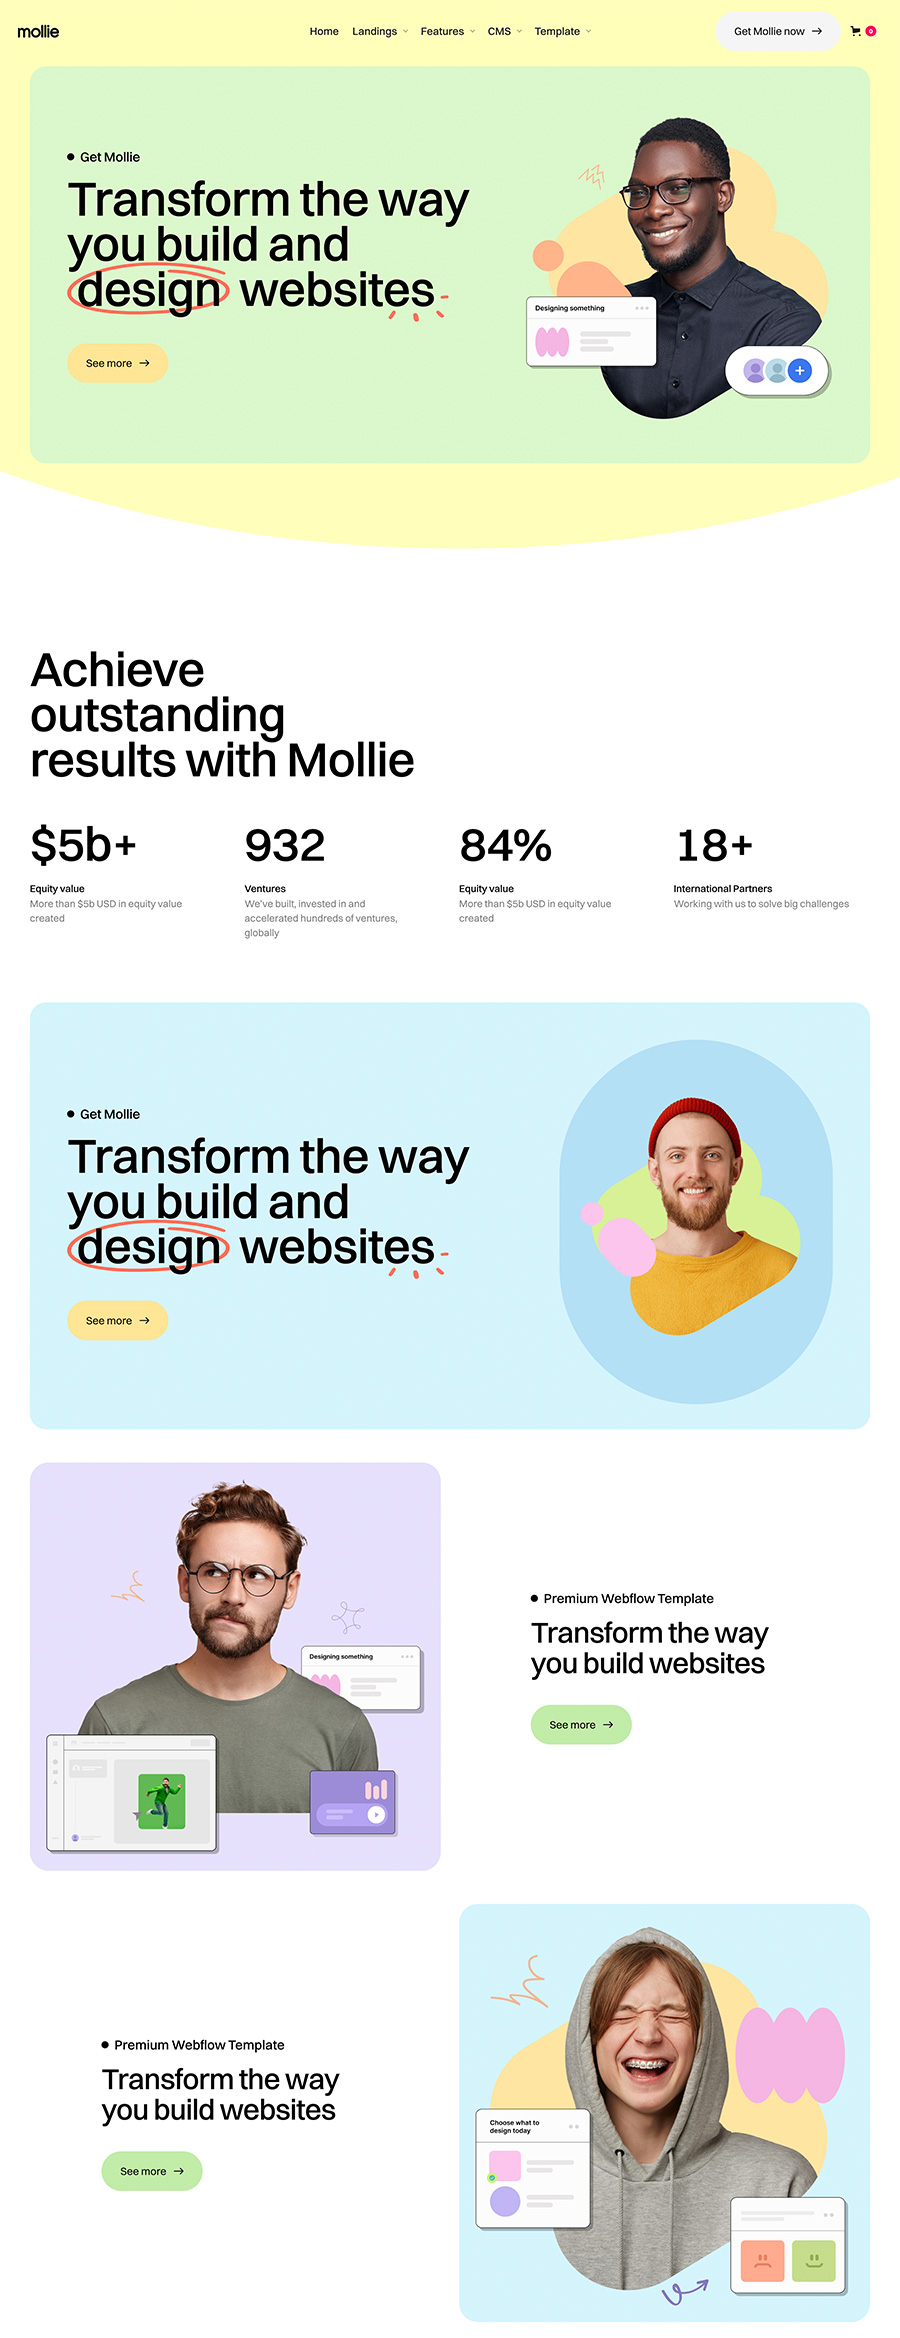 mollie
Home Landings Features CMS Template
Get Mollie now
0
Get Mollie
Transform the way
you build and
design websites
See more
Designing something
Achieve
outstanding
results with Mollie
$5b+
Equity value
More than $5b USD in equity value
created
932
Ventures
We've built, invested in and
accelerated hundreds of ventures,
globally
84%
Equity value
More than $5b USD in equity value
created
18+
International Partners
Working with us to solve big challenges
Get Mollie
Transform the way
you build and
design websites
See more
Designing something
Premium Webflow Template
Transform the way
you build websites
See more
Premium Webflow Template
Transform the way
you build websites
See more
Choose what to
design today